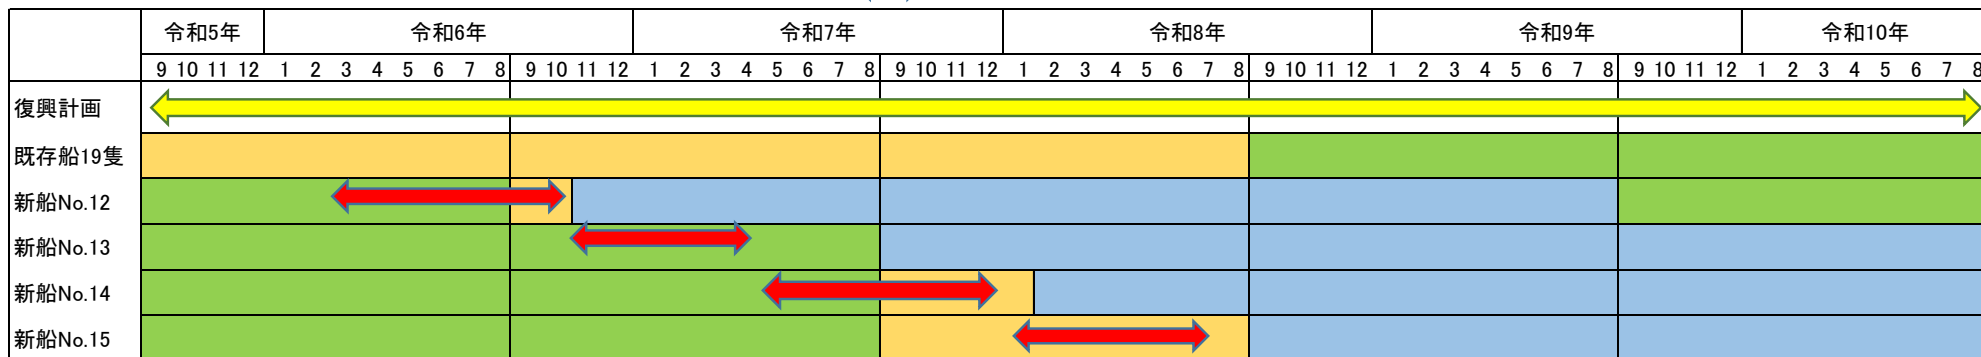 令和5年 令和6年 令和7年 令和8年 令和9年 令和10年
9 10 11 12 1 2 3 4 5 6 7 8 9 10 11 12 1 2 3 4 5 6 7 8 9 10 11 12 1 2 3 4 5 6 7 8 9 10 11 12 1 2 3 4 5 6 7 8 9 10 11 12 1 2 3 4 5 6 7 8
復興計画
既存船19隻
新船No.12
新船No.13
新船No.14
新船No.15